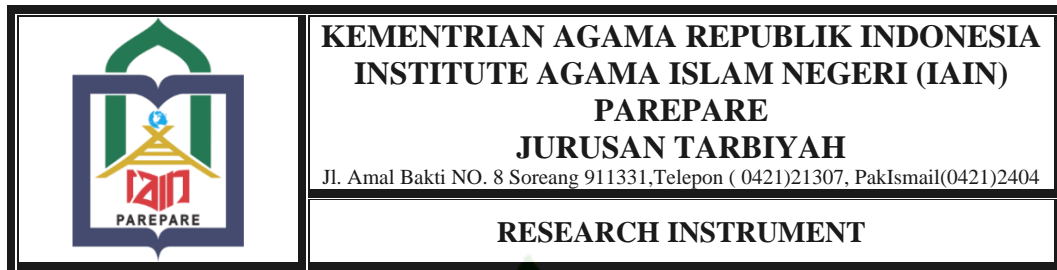 KEMENTRIAN AGAMA REPUBLIK INDONESIA
INSTITUTE AGAMA ISLAM NEGERI (IAIN)
PAREPARE
JURUSAN TARBIYAH
Jl. Amal Bakti NO. 8 Soreang 911331,Telepon ( 0421)21307, PakIsmail(0421)2404
RESEARCH INSTRUMENT
IAIN
PAREPARE